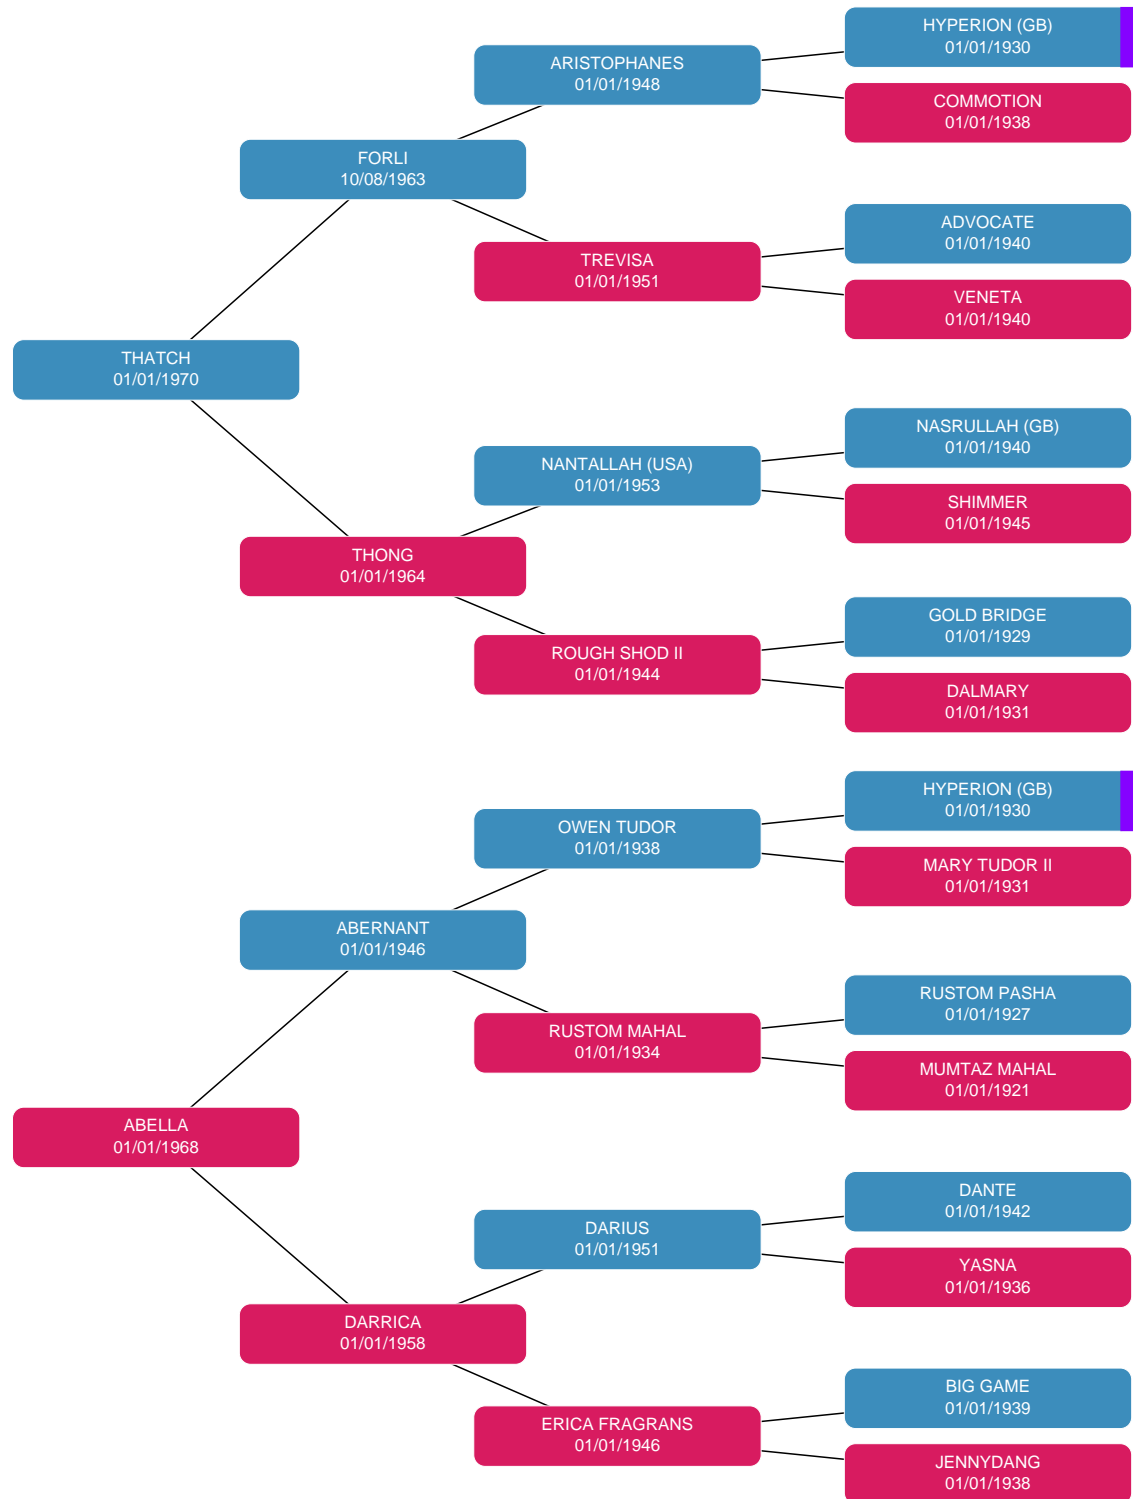 HYPERION (GB)
01/01/1930
ARISTOPHANES
01/01/1948
COMMOTION
01/01/1938
FORLI
10/08/1963
ADVOCATE
01/01/1940
TREVISA
01/01/1951
VENETA
01/01/1940
THATCH
01/01/1970
NASRULLAH (GB)
01/01/1940
NANTALLAH (USA)
01/01/1953
SHIMMER
01/01/1945
THONG
01/01/1964
GOLD BRIDGE
01/01/1929
ROUGH SHOD II
01/01/1944
DALMARY
01/01/1931
HYPERION (GB)
01/01/1930
OWEN TUDOR
01/01/1938
MARY TUDOR II
01/01/1931
ABERNANT
01/01/1946
RUSTOM PASHA
01/01/1927
RUSTOM MAHAL
01/01/1934
MUMTAZ MAHAL
01/01/1921
ABELLA
01/01/1968
DANTE
01/01/1942
DARIUS
01/01/1951
YASNA
01/01/1936
DARRICA
01/01/1958
BIG GAME
01/01/1939
ERICA FRAGRANS
01/01/1946
JENNYDANG
01/01/1938